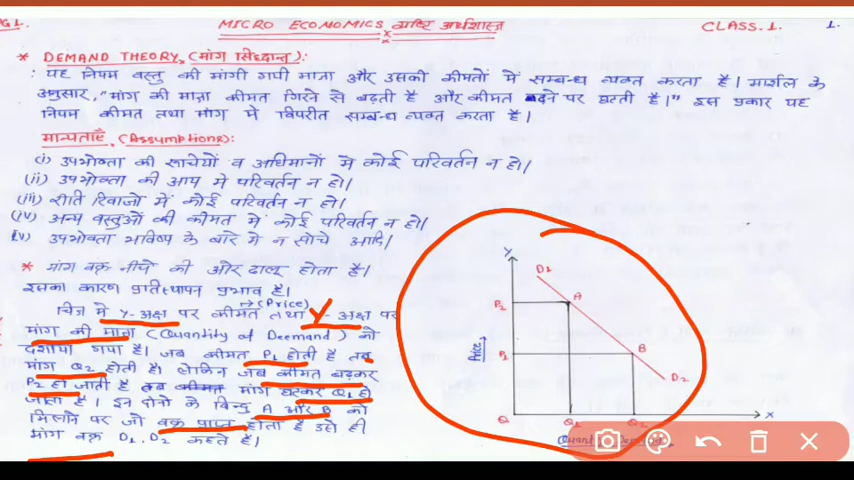 PG1. MICRO ECONOMICS व्यष्टि अर्थशास्त्र CLASS.1. 1.
* DEMAND THEORY. (मांग सिद्धान्त):
: यह नियम वस्तु की मांगी गयी मात्रा और उसकी कीमतों में सम्बन्ध व्यक्त करता है। मार्शल के
अनुसार, "मांग की मात्रा कीमत गिरने से बढ़ती है और कीमत बढ़ने पर घटती है।" इस प्रकार यह
नियम कीमत तथा मांग में विपरीत सम्बन्ध व्यक्त करता है।
मान्यताएँ (Assumptions):
(i) उपभोक्ता की रूचियों व अधिमानों में कोई परिवर्तन न हो।
(ii) उपभोक्ता की आय में परिवर्तन न हो।
(iii) रीति रिवाजों में कोई परिवर्तन न हो।
(iv) अन्य वस्तुओं की कीमत में कोई परिवर्तन न हो।
(v) उपभोक्ता भविष्य के बारे में न सोचे आदि।
* मांग वक्र नीचे की ओर ढालू होता है।
इसका कारण प्रतिस्थापन प्रभाव है।
→(Price)
चित्र में Y-अक्ष पर कीमत तथा Y-अक्ष पर
मांग की मात्रा (Quantity of Deemand) को
दर्शाया गया है। जब कीमत P1 होती है तब
मांग Q2 होती है। लेकिन जब कीमत बढ़कर
P2 हो जाती है तब कीमत मांग घटकर Q1 हो
जाती है। इन दोनो के बिन्दु A और B को
मिलाने पर जो वक्र प्राप्त होता है उसे ही
मांग वक्र D1.D2 कहते है।
Y
D1
P2 A
P1 B
Price
D2
Q Q1 Q2 X